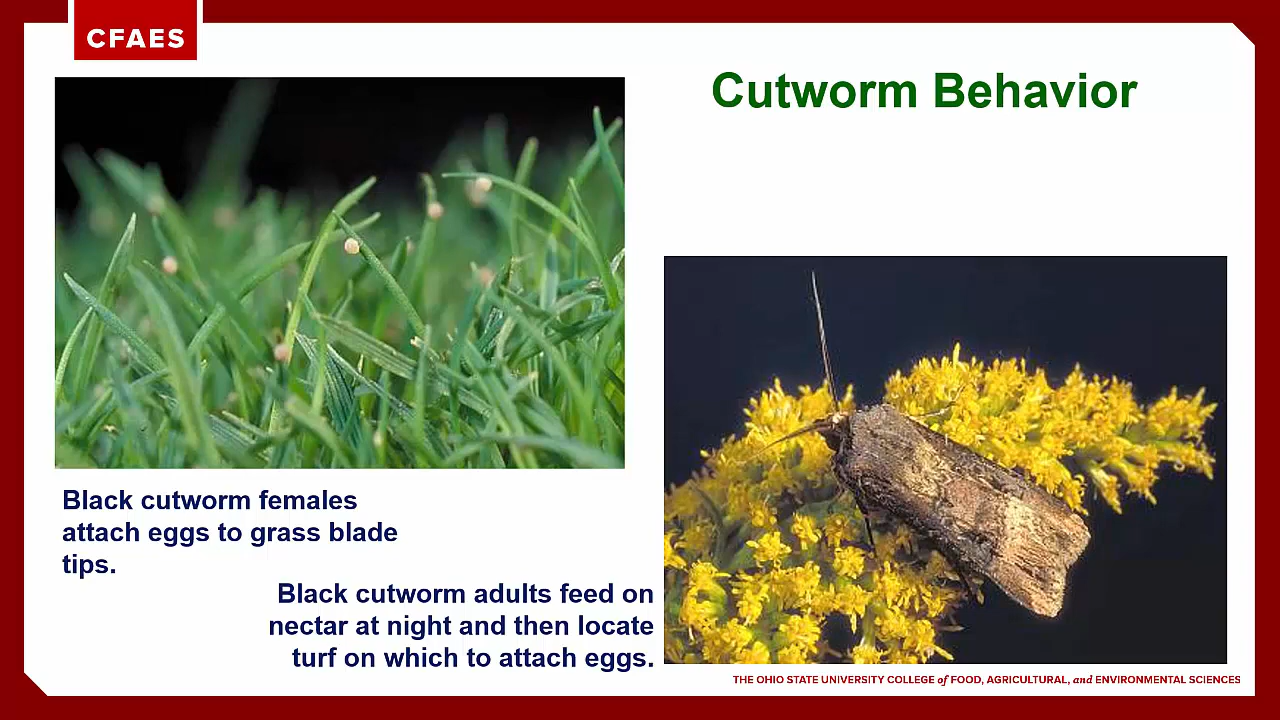 CFAES
Cutworm Behavior
Black cutworm females
attach eggs to grass blade
tips.
Black cutworm adults feed on
nectar at night and then locate
turf on which to attach eggs.
THE OHIO STATE UNIVERSITY COLLEGE of FOOD, AGRICULTURAL, and ENVIRONMENTAL SCIENCES